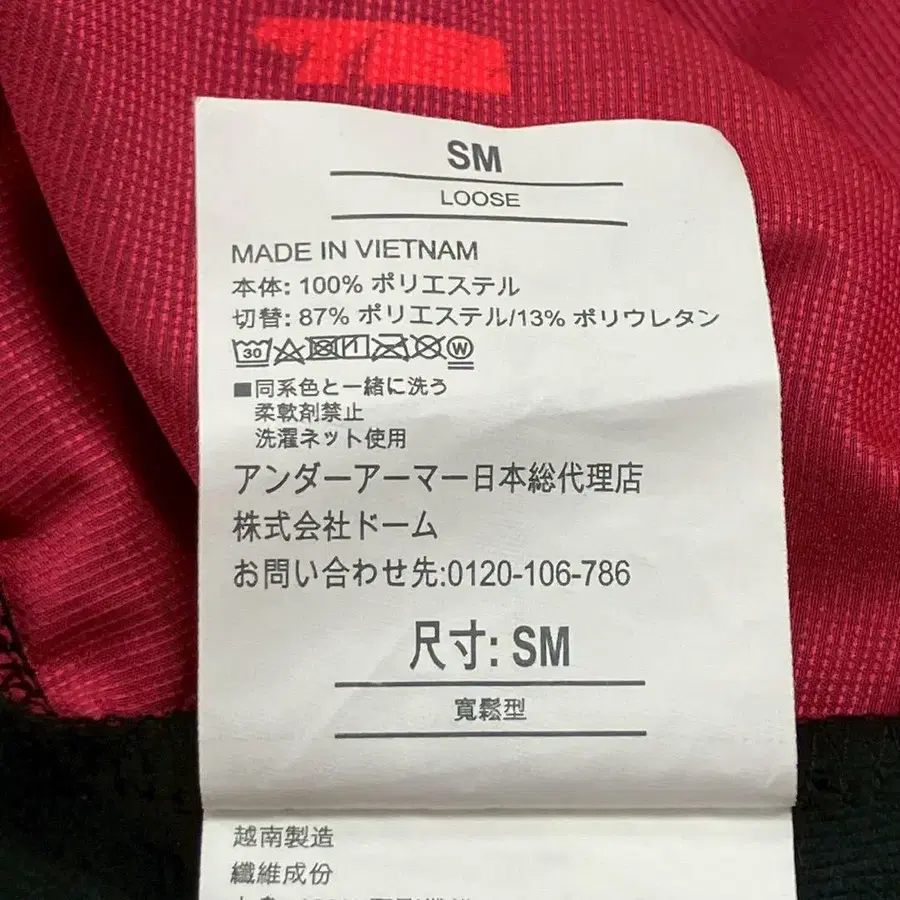 SM
LOOSE
MADE IN VIETNAM
本体: 100% ポリエステル
切替: 87% ポリエステル/13% ポリウレタン
30 W
■同系色と一緒に洗う
柔軟剤禁止
洗濯ネット使用
アンダーアーマー日本総代理店
株式会社ドーム
お問い合わせ先:0120-106-786
尺寸: SM
寬鬆型
越南製造
纖維成份